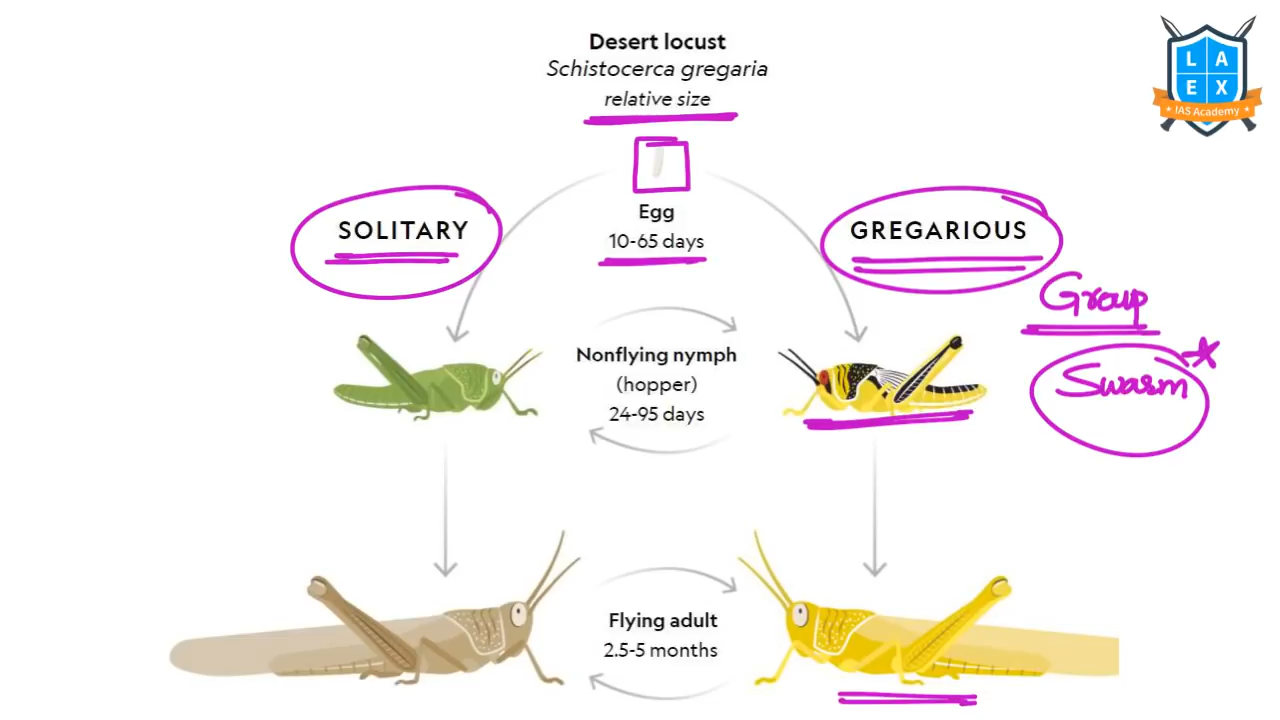 Desert locust
Schistocerca gregaria
relative size
L A
E X
IAS Academy
Egg
10-65 days
SOLITARY
GREGARIOUS
Group
Swarm
Nonflying nymph
(hopper)
24-95 days
Flying adult
2.5-5 months